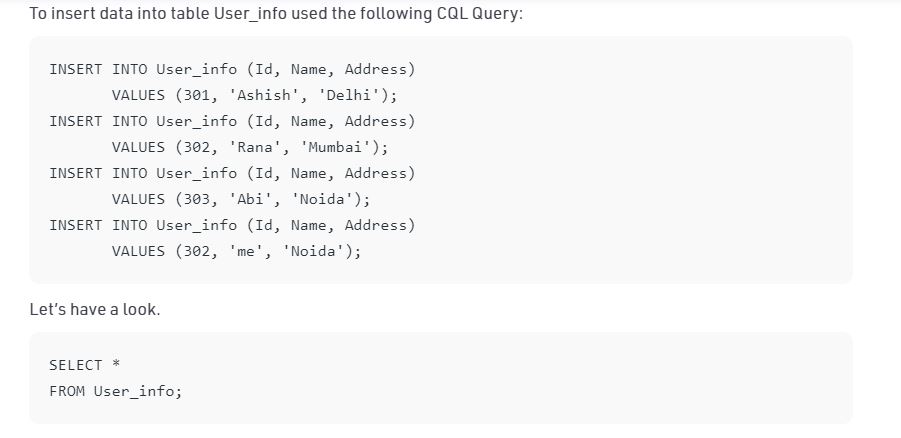 To insert data into table User_info used the following CQL Query:
INSERT INTO User_info (Id, Name, Address)
VALUES (301, 'Ashish', 'Delhi');
INSERT INTO User_info (Id, Name, Address)
VALUES (302, 'Rana', 'Mumbai');
INSERT INTO User_info (Id, Name, Address)
VALUES (303, 'Abi', 'Noida');
INSERT INTO User_info (Id, Name, Address)
VALUES (302, 'me', 'Noida');
Let's have a look.
SELECT *
FROM User_info;